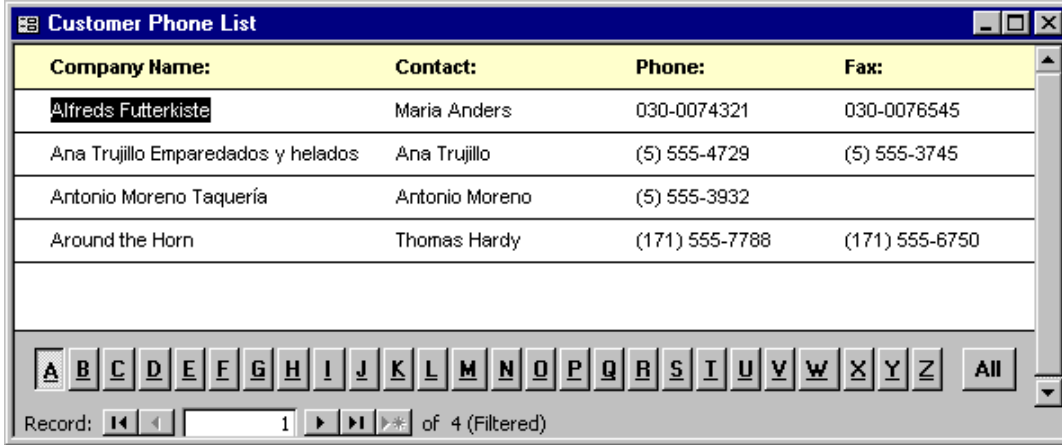 Customer Phone List
Company Name: Contact: Phone: Fax:
Alfreds Futterkiste Maria Anders 030-0074321 030-0076545
Ana Trujillo Emparedados y helados Ana Trujillo (5) 555-4729 (5) 555-3745
Antonio Moreno Taquería Antonio Moreno (5) 555-3932
Around the Horn Thomas Hardy (171) 555-7788 (171) 555-6750
A B C D E F G H I J K L M N O P Q R S T U V W X Y Z All
Record: 1 of 4 (Filtered)